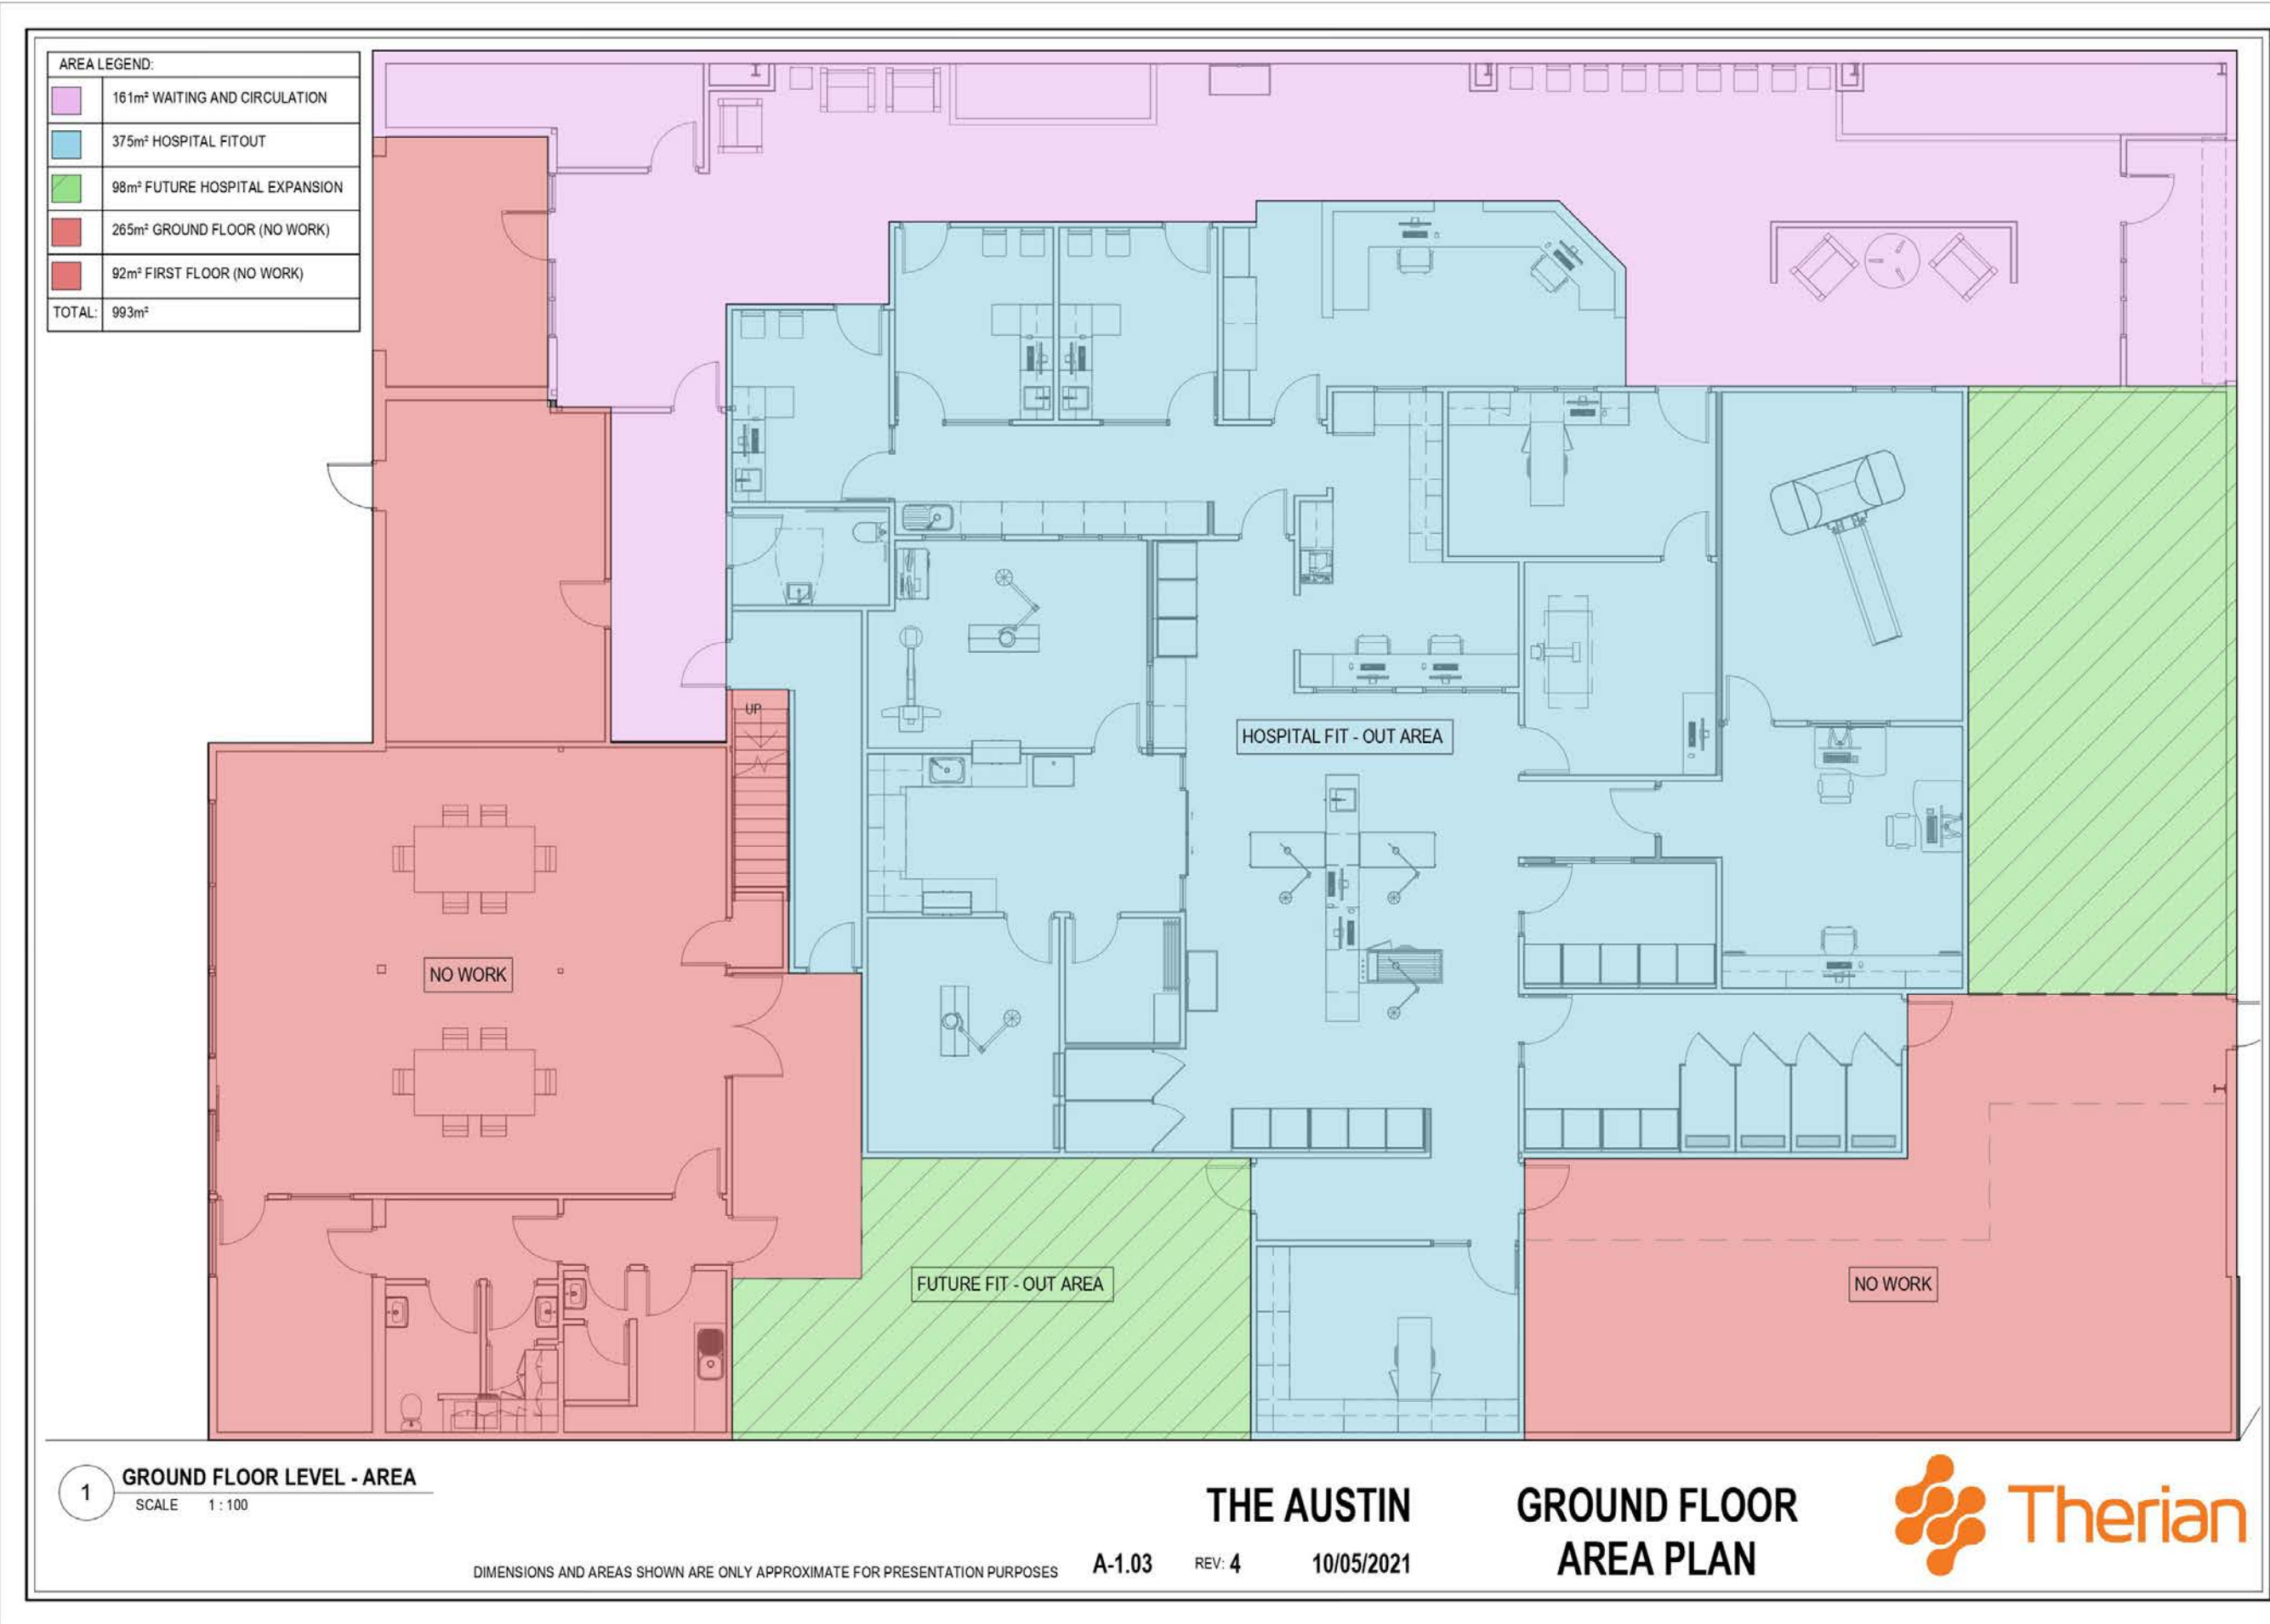 AREA LEGEND:
161m² WAITING AND CIRCULATION
375m² HOSPITAL FITOUT
98m² FUTURE HOSPITAL EXPANSION
265m² GROUND FLOOR (NO WORK)
92m² FIRST FLOOR (NO WORK)
TOTAL: 993m²
UP
HOSPITAL FIT - OUT AREA
NO WORK
FUTURE FIT - OUT AREA
NO WORK
1
GROUND FLOOR LEVEL - AREA
SCALE 1 : 100
DIMENSIONS AND AREAS SHOWN ARE ONLY APPROXIMATE FOR PRESENTATION PURPOSES
THE AUSTIN
A-1.03 REV: 4 10/05/2021
GROUND FLOOR
AREA PLAN
Therian